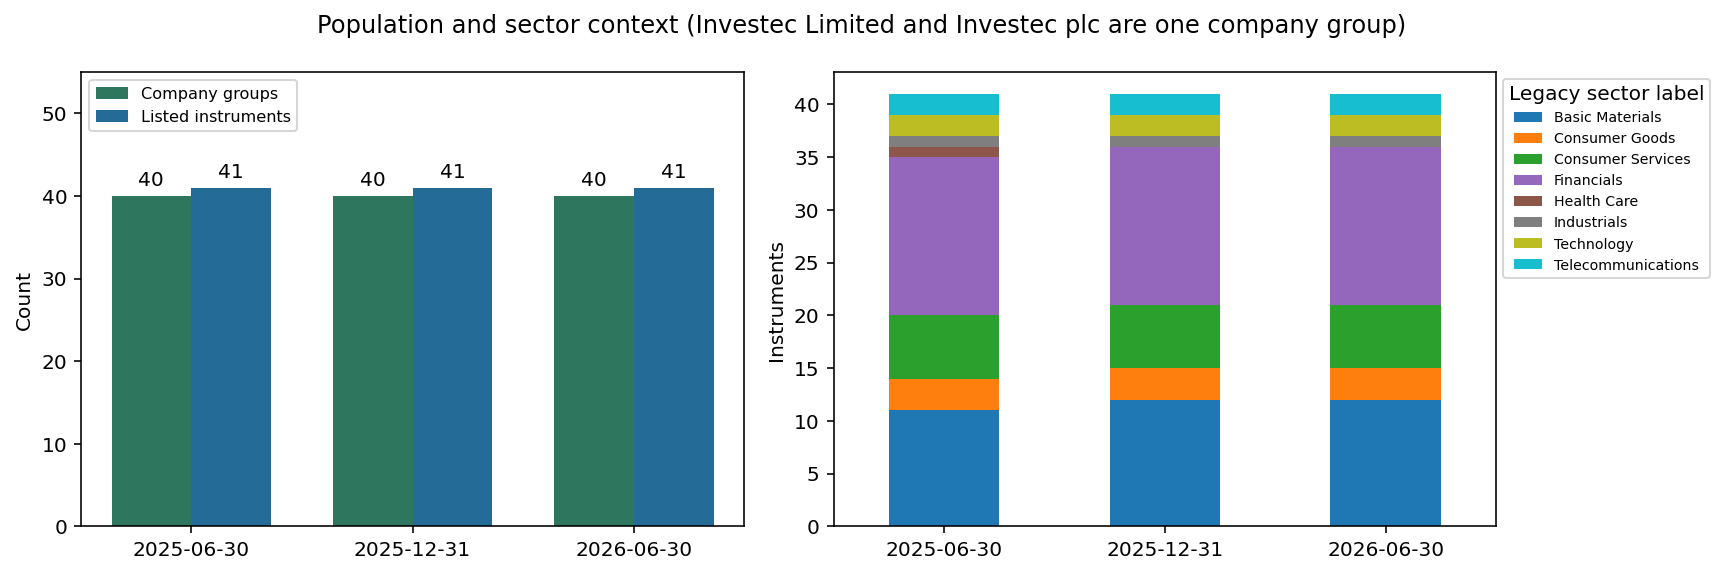 Population and sector context (Investec Limited and Investec plc are one company group)
Company groups
Listed instruments
Count
50
40
30
20
10
0
40 41 40 41 40 41
2025-06-30 2025-12-31 2026-06-30
Instruments
40
35
30
25
20
15
10
5
0
2025-06-30 2025-12-31 2026-06-30
Legacy sector label
Basic Materials
Consumer Goods
Consumer Services
Financials
Health Care
Industrials
Technology
Telecommunications